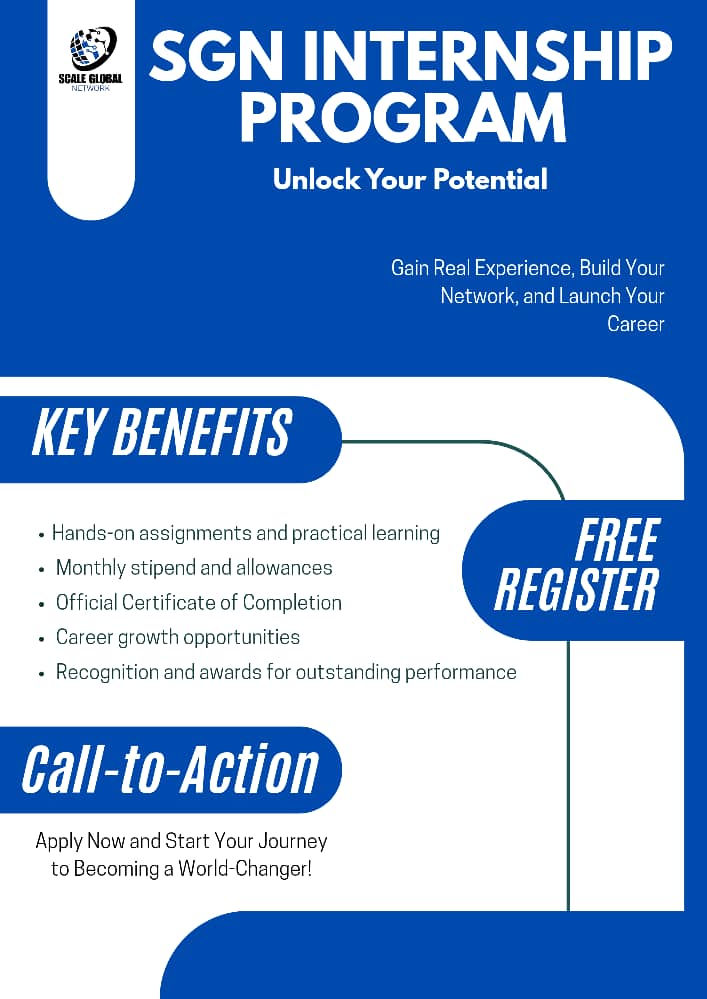 SCALE GLOBAL
NETWORK
SGN INTERNSHIP
PROGRAM
Unlock Your Potential
Gain Real Experience, Build Your
Network, and Launch Your
Career
KEY BENEFITS
• Hands-on assignments and practical learning
• Monthly stipend and allowances
• Official Certificate of Completion
• Career growth opportunities
• Recognition and awards for outstanding performance
FREE
REGISTER
Call-to-Action
Apply Now and Start Your Journey
to Becoming a World-Changer!